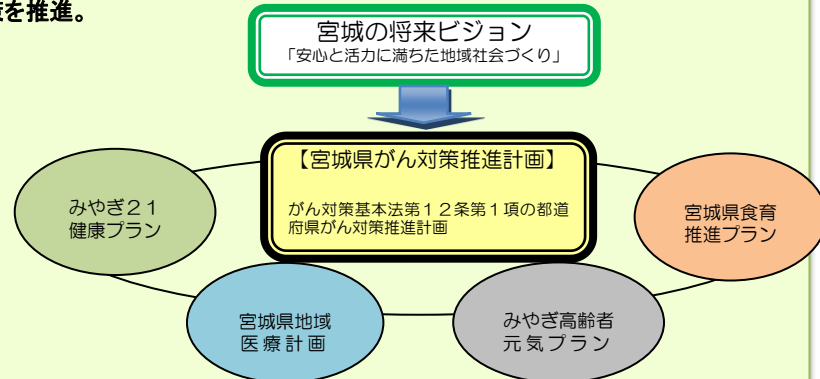 策を推進。
宮城の将来ビジョン
「安心と活力に満ちた地域社会づくり」
【宮城県がん対策推進計画】
がん対策基本法第１２条第１項の都道
府県がん対策推進計画
みやぎ２１
健康プラン
宮城県食育
推進プラン
宮城県地域
医療計画
みやぎ高齢者
元気プラン